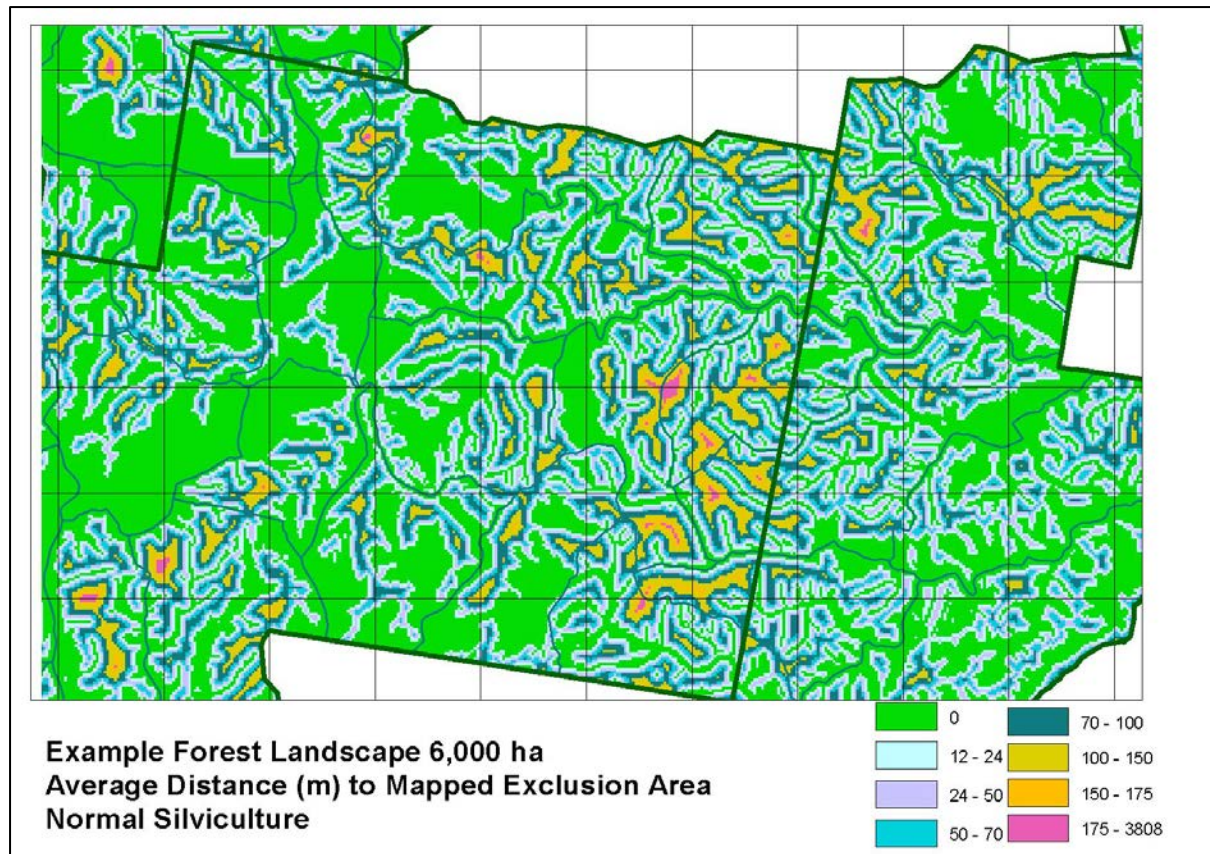 Example Forest Landscape 6,000 ha
Average Distance (m) to Mapped Exclusion Area
Normal Silviculture
0
12 - 24
24 - 50
50 - 70
70 - 100
100 - 150
150 - 175
175 - 3808